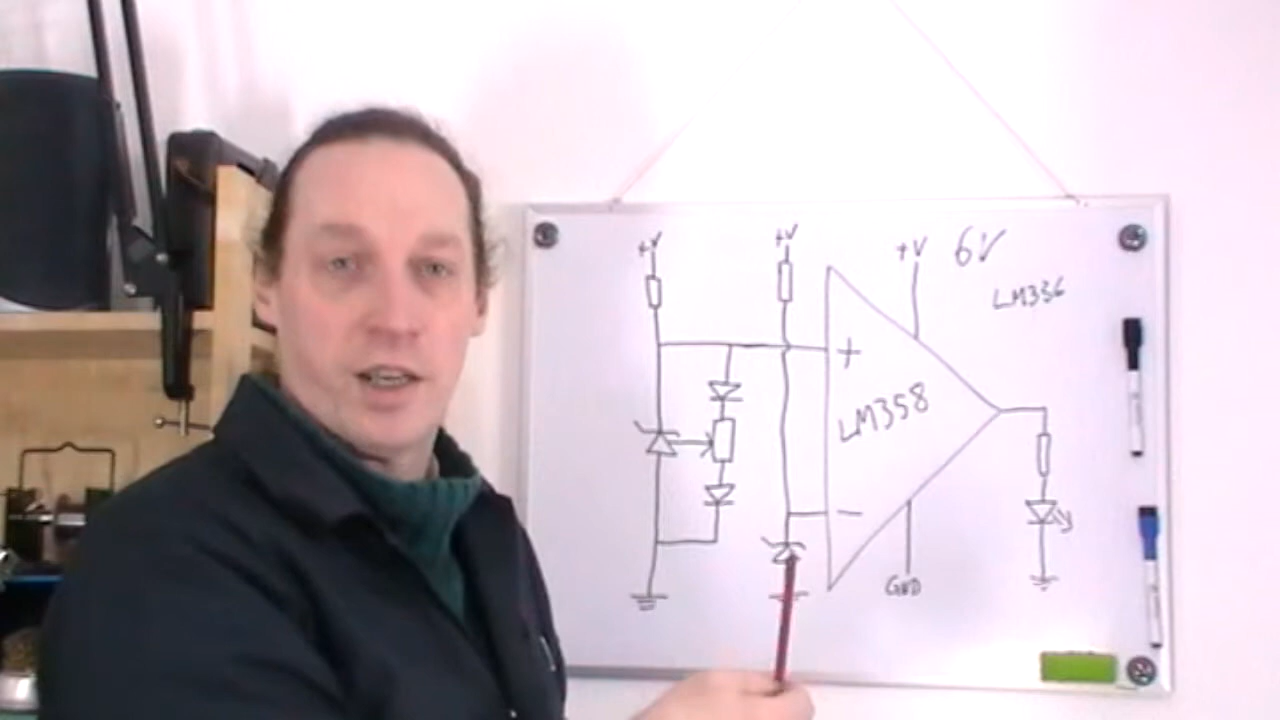 +V
+V
+V 6V
LM336
+
LM358
-
GND